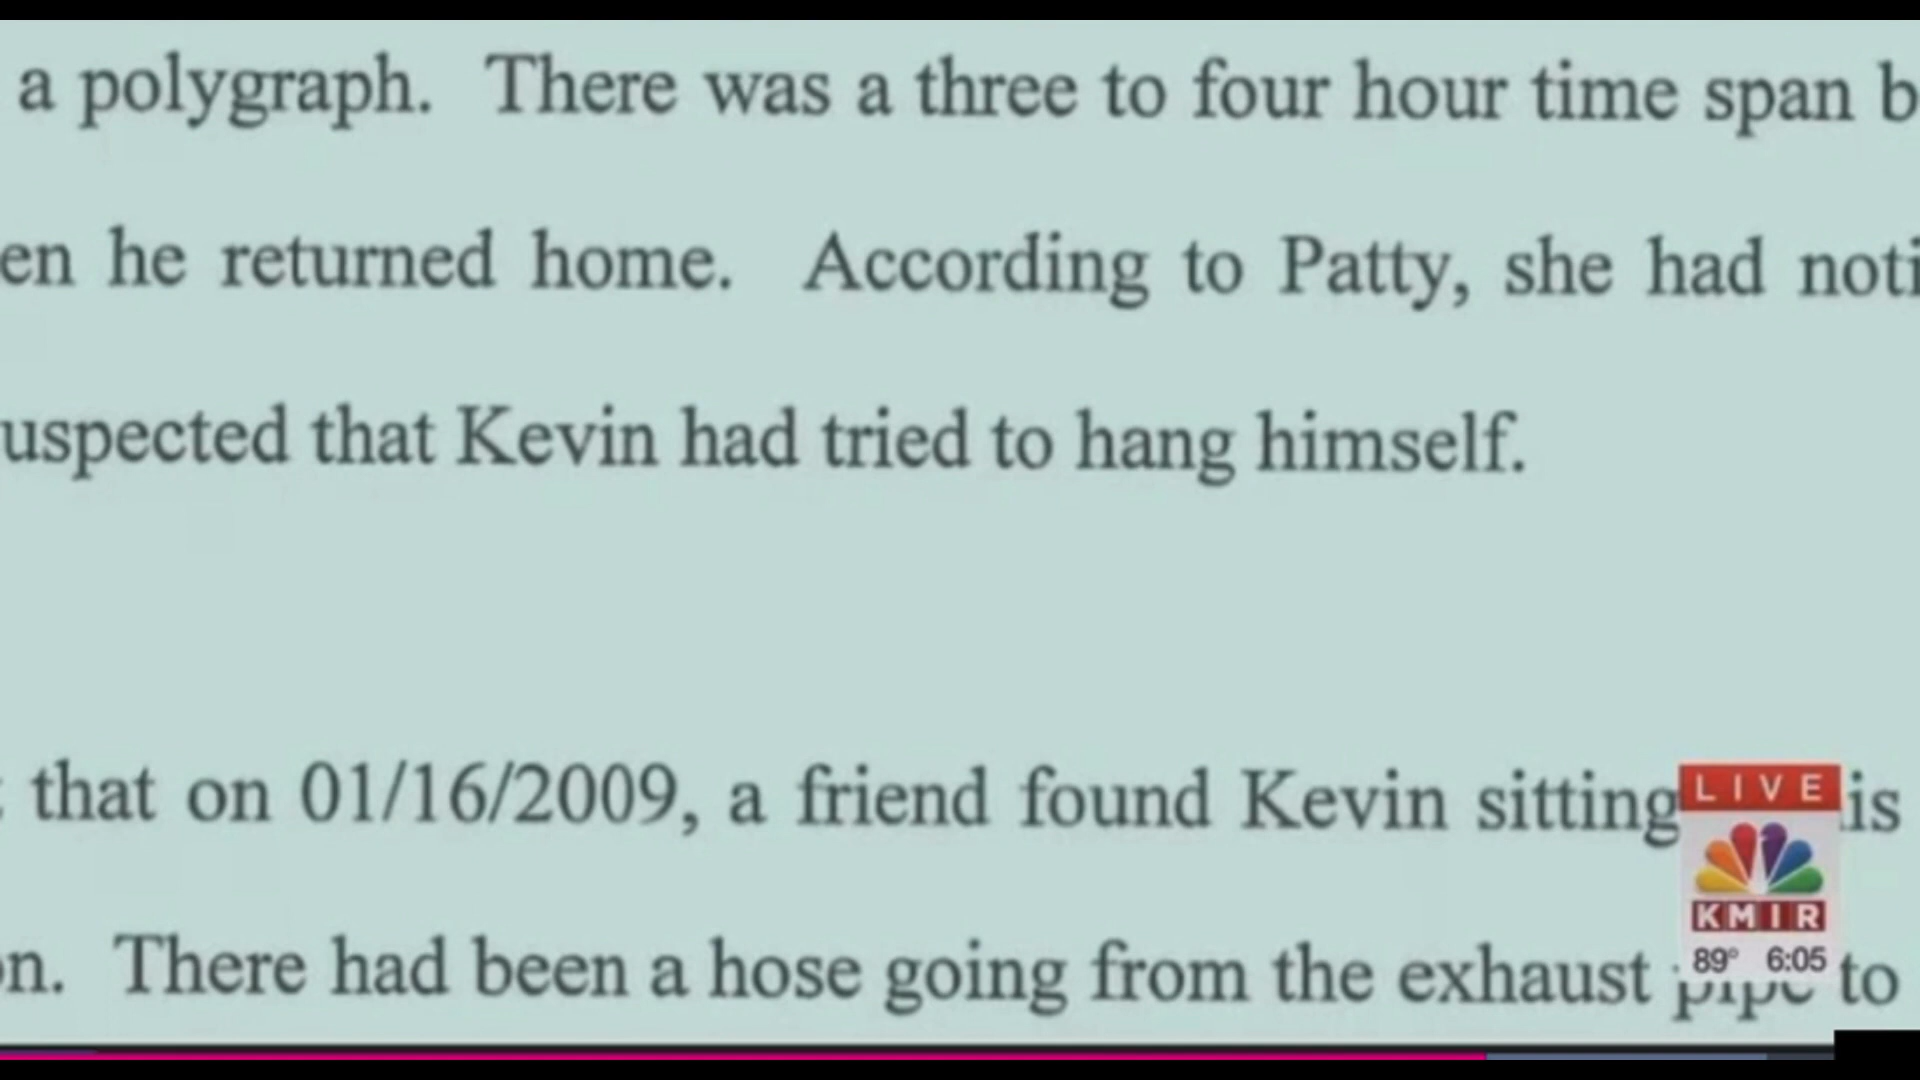 a polygraph. There was a three to four hour time span b
en he returned home. According to Patty, she had noti
uspected that Kevin had tried to hang himself.
that on 01/16/2009, a friend found Kevin sitting is
on. There had been a hose going from the exhaust pipe to
LIVE
KMIR
89° 6:05